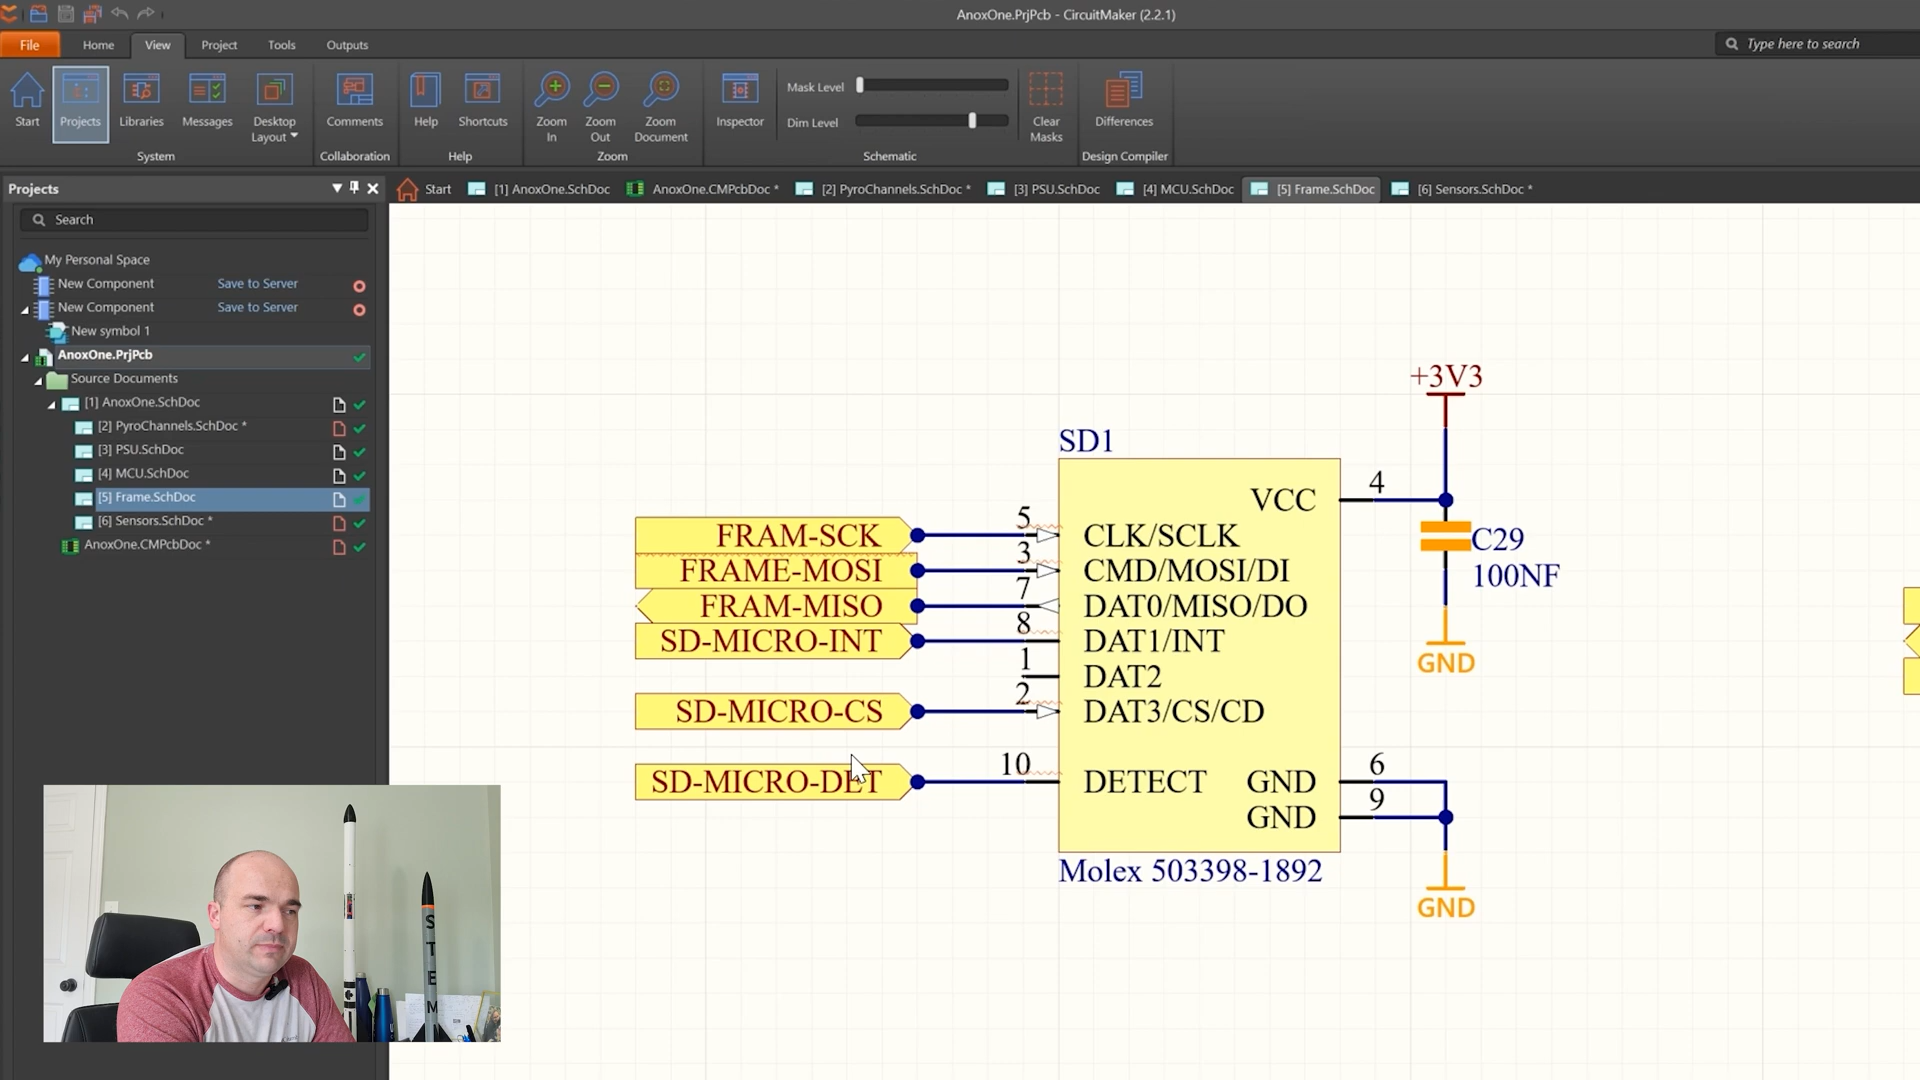 AnoxOne.PrjPcb - CircuitMaker (2.2.1)
File Home View Project Tools Outputs
Type here to search
Start Projects Libraries Messages Desktop Layout
Comments
Help Shortcuts
Zoom In Zoom Out Zoom Document
Inspector
Mask Level
Dim Level
Clear Masks
Differences
System Collaboration Help Zoom Schematic Design Compiler
Projects
Start [1] AnoxOne.SchDoc AnoxOne.CMPcbDoc * [2] PyroChannels.SchDoc * [3] PSU.SchDoc [4] MCU.SchDoc [5] Frame.SchDoc [6] Sensors.SchDoc *
Search
My Personal Space
New Component Save to Server
New Component Save to Server
New symbol 1
AnoxOne.PrjPcb
Source Documents
[1] AnoxOne.SchDoc
[2] PyroChannels.SchDoc *
[3] PSU.SchDoc
[4] MCU.SchDoc
[5] Frame.SchDoc
[6] Sensors.SchDoc *
AnoxOne.CMPcbDoc *
+3V3
SD1
VCC 4
FRAM-SCK 5 CLK/SCLK
FRAME-MOSI 3 CMD/MOSI/DI
FRAM-MISO 7 DAT0/MISO/DO
SD-MICRO-INT 8 DAT1/INT
1 DAT2
SD-MICRO-CS 2 DAT3/CS/CD
SD-MICRO-DET 10 DETECT
GND 6
GND 9
C29
100NF
GND
Molex 503398-1892
GND
STEM